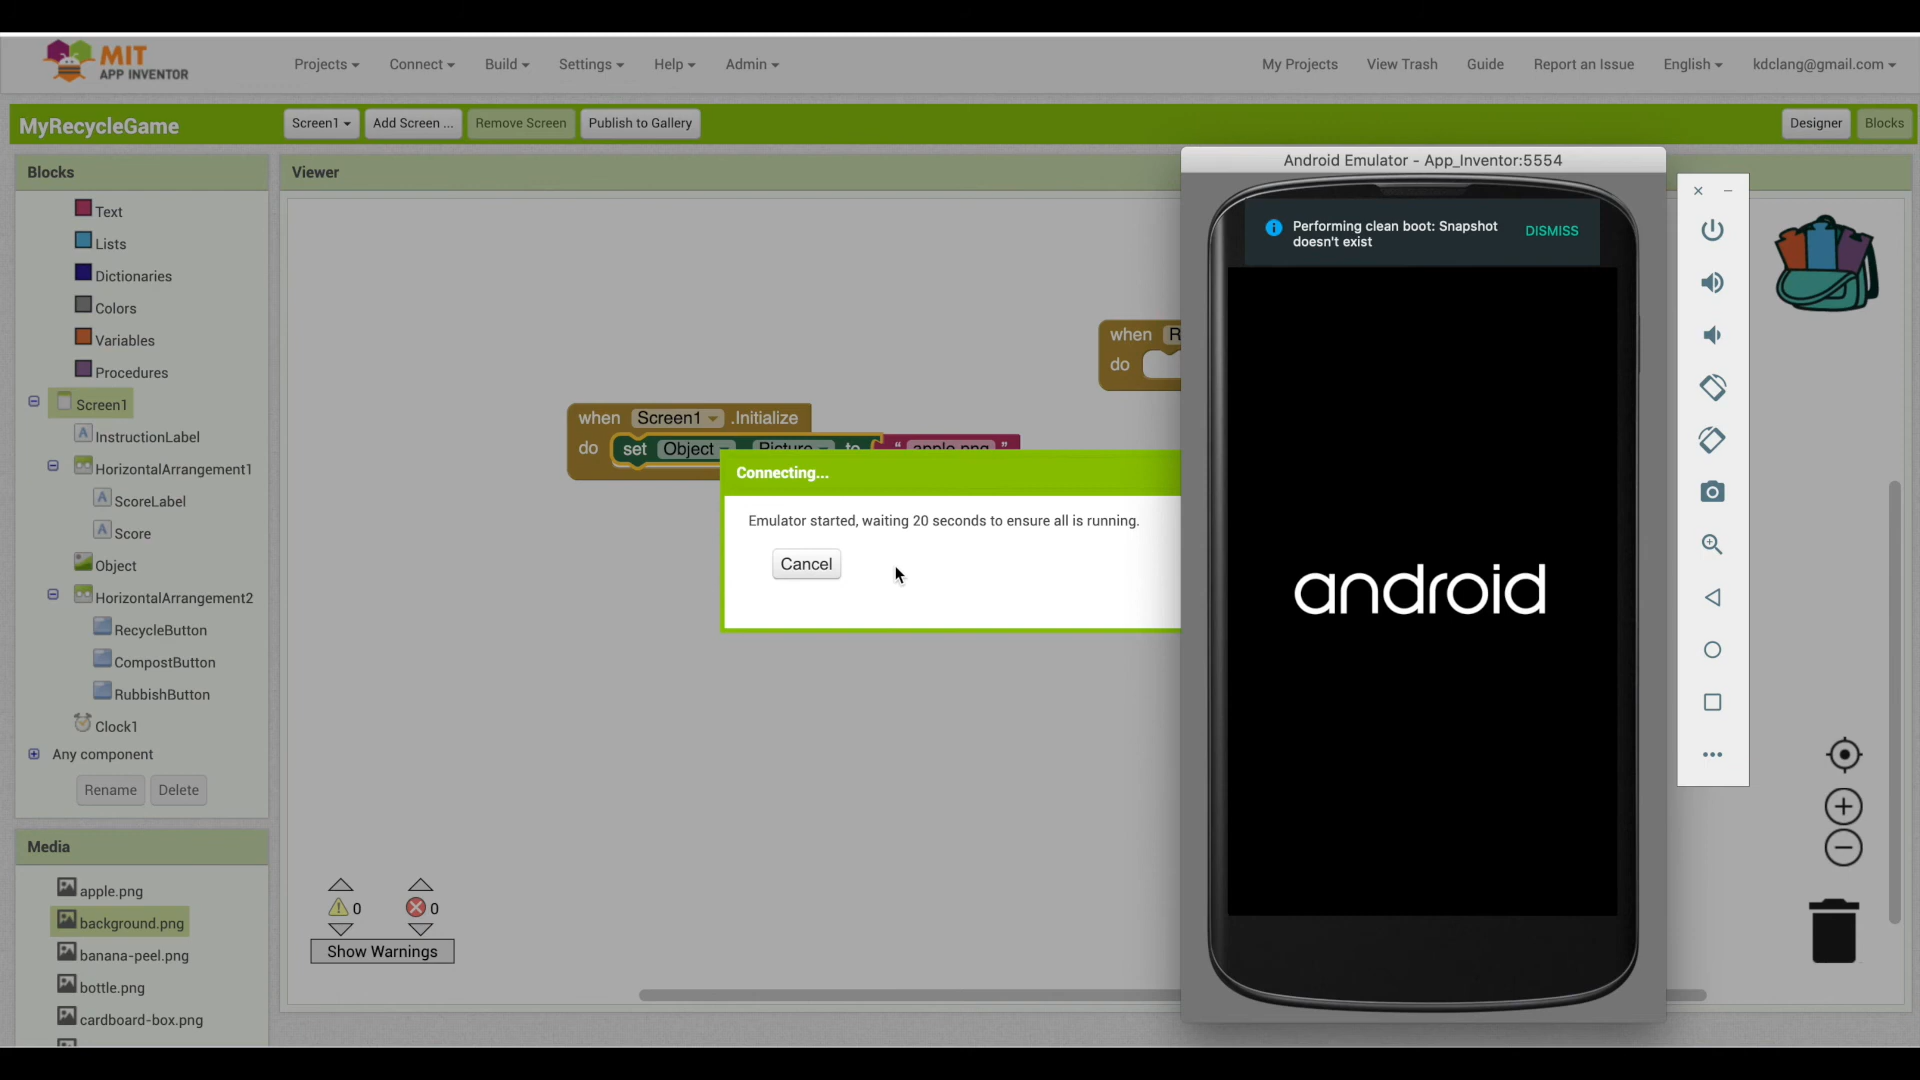 MIT
APP INVENTOR
Projects
Connect
Build
Settings
Help
Admin
My Projects
View Trash
Guide
Report an Issue
English
kdclang@gmail.com
MyRecycleGame
Screen1
Add Screen ...
Remove Screen
Publish to Gallery
Designer
Blocks
Blocks
Text
Lists
Dictionaries
Colors
Variables
Procedures
Screen1
InstructionLabel
HorizontalArrangement1
ScoreLabel
Score
Object
HorizontalArrangement2
RecycleButton
CompostButton
RubbishButton
Clock1
Any component
Rename
Delete
Media
apple.png
background.png
banana-peel.png
bottle.png
cardboard-box.png
Viewer
when R
do
when Screen1 .Initialize
do set Object . Picture to " apple.png "
Connecting...
Emulator started, waiting 20 seconds to ensure all is running.
Cancel
0
0
Show Warnings
Android Emulator - App_Inventor:5554
Performing clean boot: Snapshot
doesn't exist
DISMISS
android